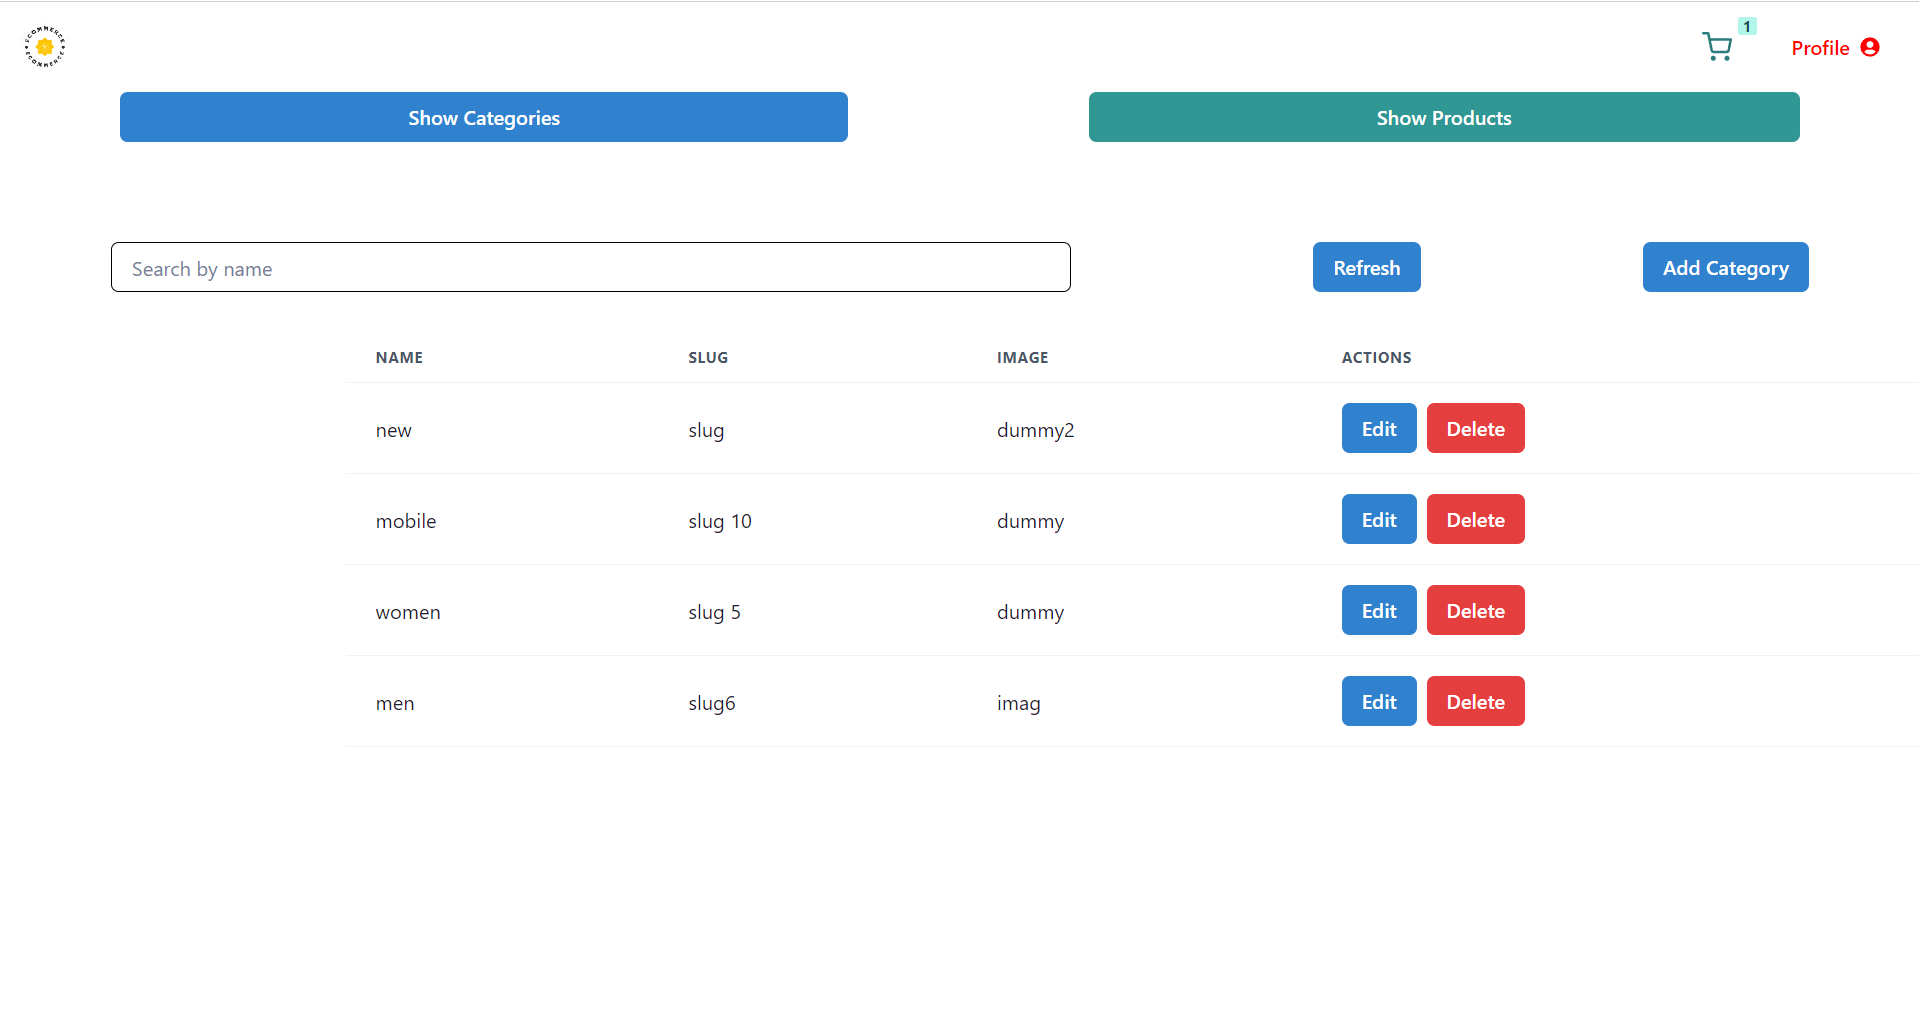 ECOMMERCE
ECOMMERCE
1
Profile
Show Categories
Show Products
Search by name
Refresh
Add Category
NAME SLUG IMAGE ACTIONS
new slug dummy2 Edit Delete
mobile slug 10 dummy Edit Delete
women slug 5 dummy Edit Delete
men slug6 imag Edit Delete